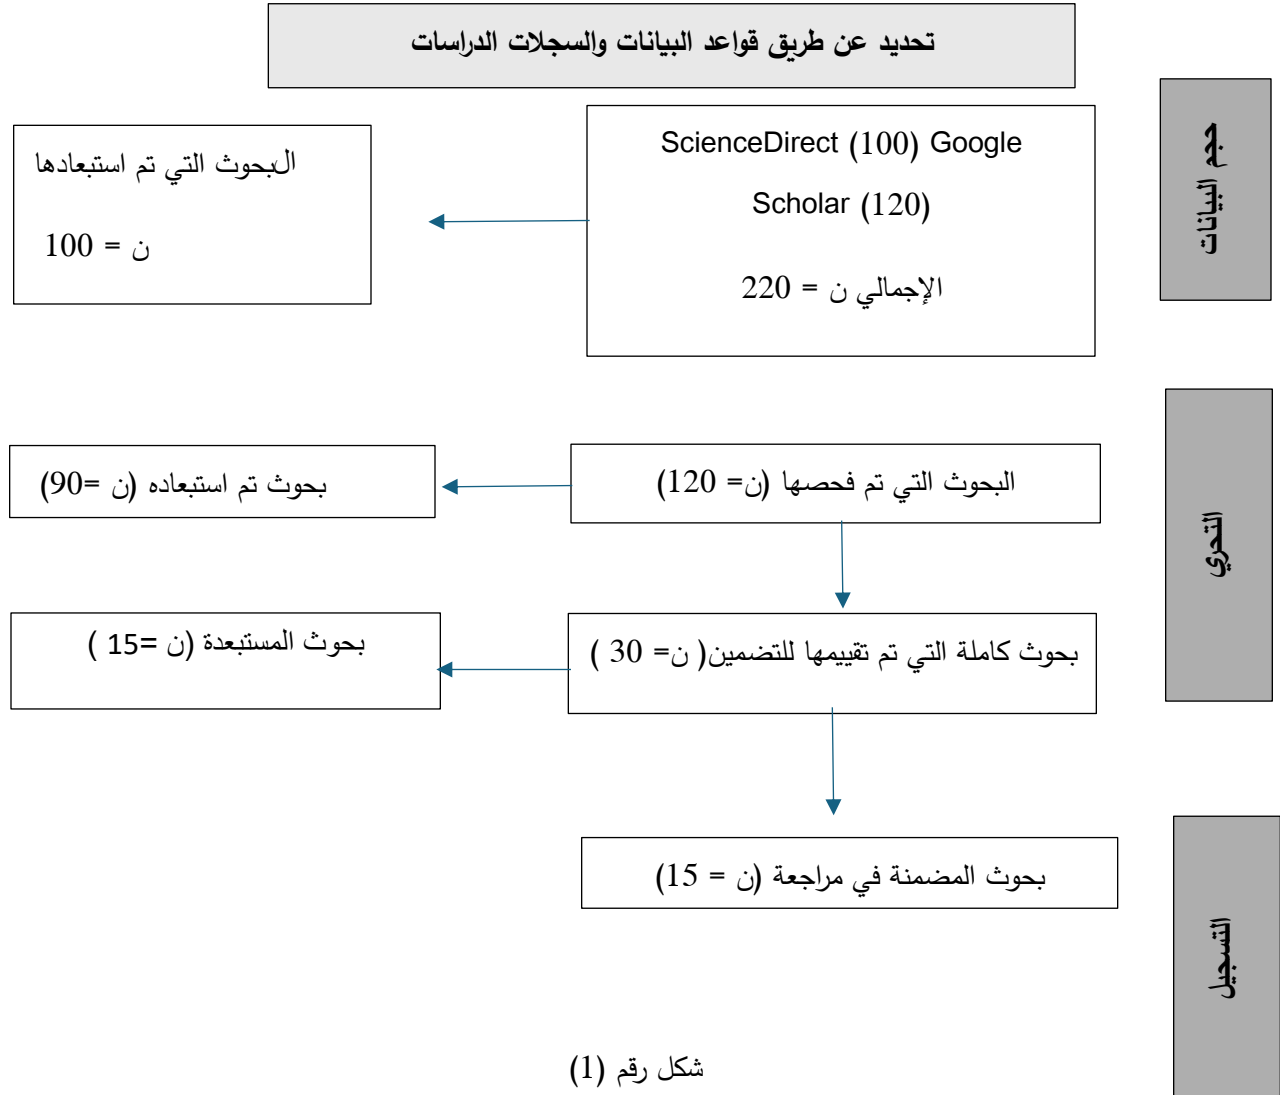 تحديد عن طريق قواعد البيانات والسجلات الدراسات
حجم البيانات
ScienceDirect (100) Google
Scholar (120)
الإجمالي ن = 220
البحوث التي تم استبعادها
ن = 100
التحري
البحوث التي تم فحصها (ن= 120)
بحوث تم استبعاده (ن =90)
بحوث كاملة التي تم تقييمها للتضمين( ن= 30 )
بحوث المستبعدة (ن =15 )
التسجيل
بحوث المضمنة في مراجعة (ن = 15)
شكل رقم (1)